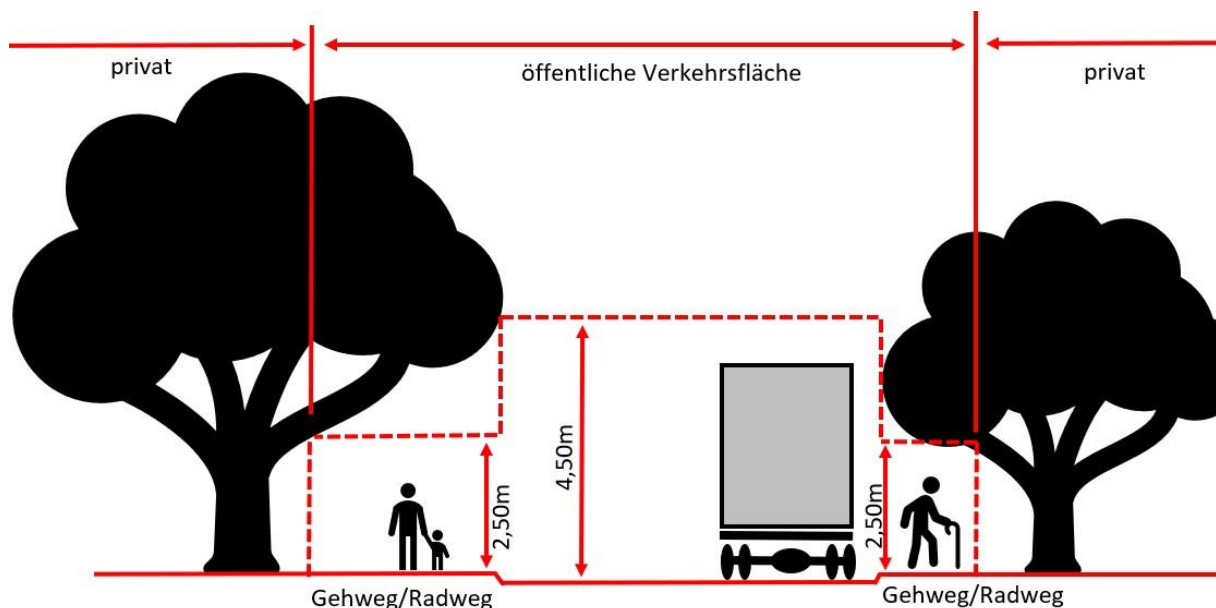 privat
öffentliche Verkehrsfläche
privat
4,50m
2,50m
2,50m
Gehweg/Radweg
Gehweg/Radweg